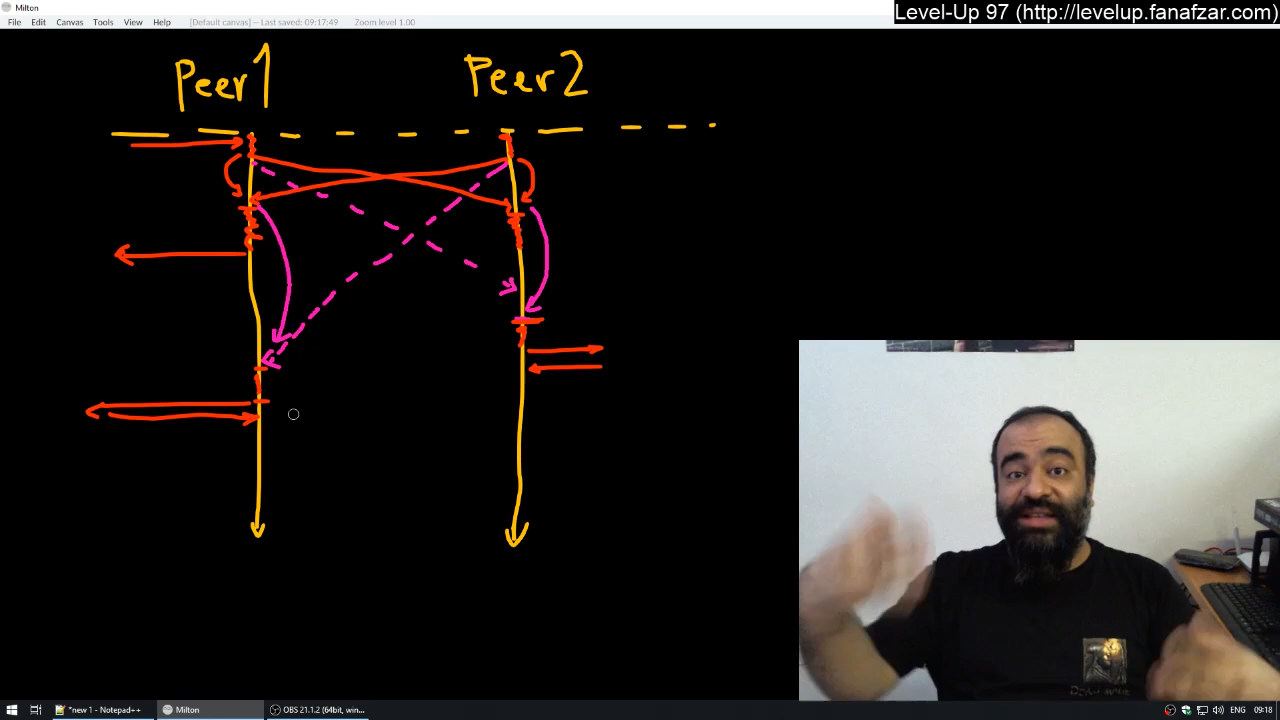 Milton
Level-Up 97 (http://levelup.fanafzar.com)
File Edit Canvas Tools View Help [Default canvas] -- Last saved: 09:17:49 Zoom level 1.00
Peer1 Peer2
*new 1 - Notepad++ Milton OBS 21.1.2 (64bit, win... ENG 09:18